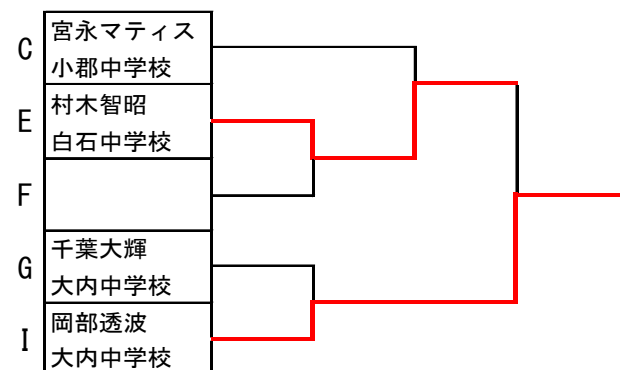 C
宮永マティス
小郡中学校
E
村木智昭
白石中学校
F
G
千葉大輝
大内中学校
I
岡部透波
大内中学校